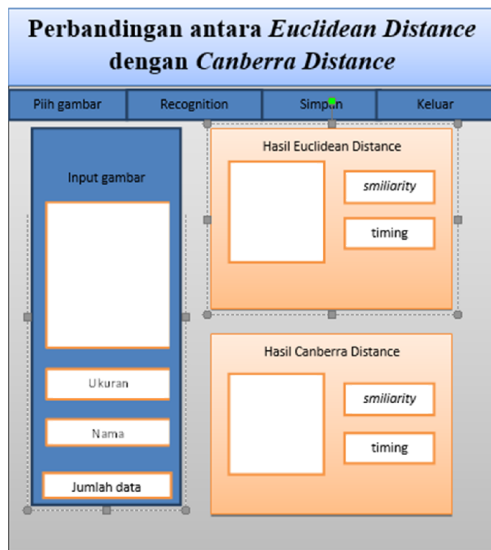 Perbandingan antara Euclidean Distance
dengan Canberra Distance
Piih gambar Recognition Simpan Keluar
Input gambar
Ukuran
Nama
Jumlah data
Hasil Euclidean Distance
smiliarity
timing
Hasil Canberra Distance
smiliarity
timing